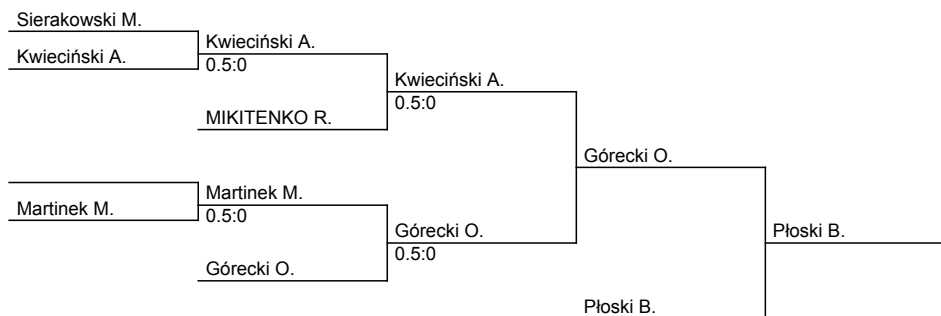 Sierakowski M.
Kwieciński A.
Kwieciński A.
0.5:0
Kwieciński A.
0.5:0
MIKITENKO R.
Górecki O.
Martinek M.
Martinek M.
0.5:0
Górecki O.
0.5:0
Płoski B.
Górecki O.
Płoski B.